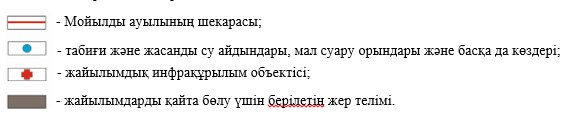 - Мойылды ауылының шекарасы;
- табиғи және жасанды су айдындары, мал суару орындары және басқа да көздері;
- жайылымдық инфрақұрылым объектісі;
- жайылымдарды қайта бөлу үшін берілетін жер телімі.